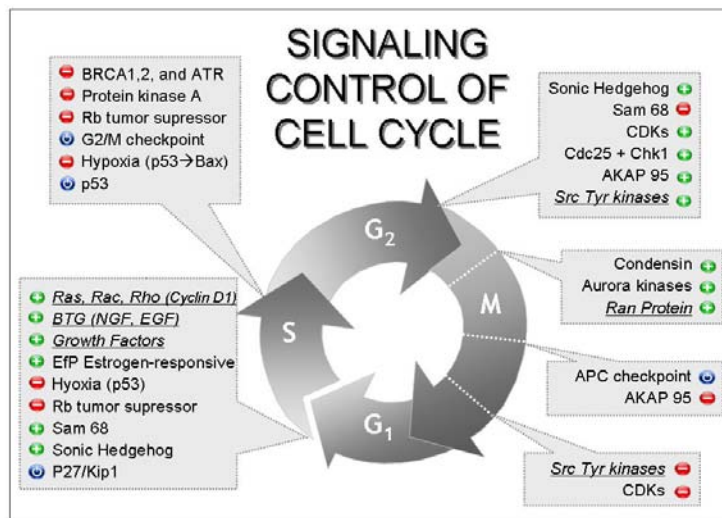 SIGNALING
CONTROL OF
CELL CYCLE
BRCA1,2, and ATR
Protein kinase A
Rb tumor supressor
G2/M checkpoint
Hypoxia (p53→Bax)
p53
Sonic Hedgehog
Sam 68
CDKs
Cdc25 + Chk1
AKAP 95
Src Tyr kinases
Condensin
Aurora kinases
Ran Protein
APC checkpoint
AKAP 95
Src Tyr kinases
CDKs
Ras, Rac, Rho (Cyclin D1)
BTG (NGF, EGF)
Growth Factors
EfP Estrogen-responsive
Hyoxia (p53)
Rb tumor supressor
Sam 68
Sonic Hedgehog
P27/Kip1
G₂
M
S
G₁